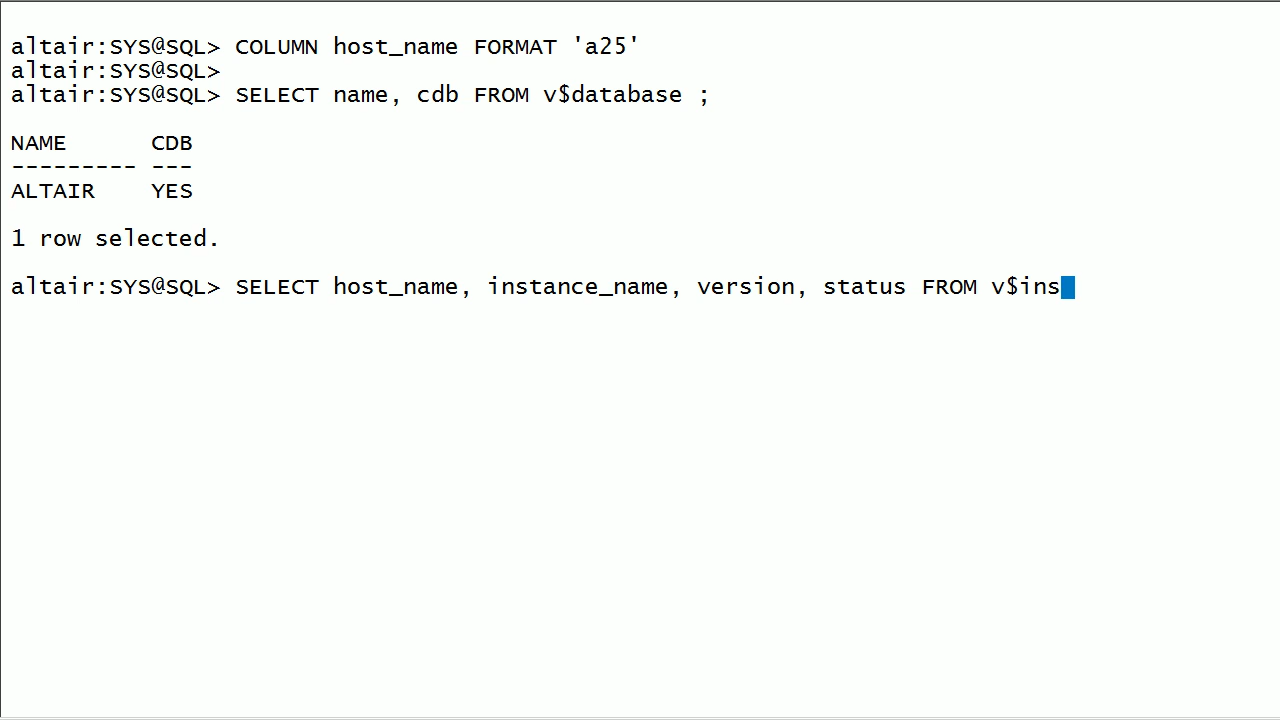 altair:SYS@SQL> COLUMN host_name FORMAT 'a25'
altair:SYS@SQL>
altair:SYS@SQL> SELECT name, cdb FROM v$database ;
NAME      CDB
--------- ---
ALTAIR    YES
1 row selected.
altair:SYS@SQL> SELECT host_name, instance_name, version, status FROM v$ins